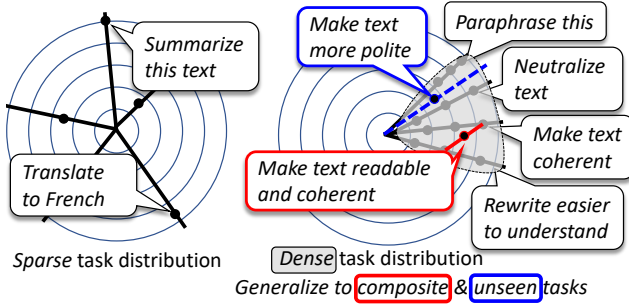 Summarize
this text
Translate
to French
Sparse task distribution
Make text
more polite
Paraphrase this
Neutralize
text
Make text
coherent
Make text readable
and coherent
Rewrite easier
to understand
Dense task distribution
Generalize to composite & unseen tasks